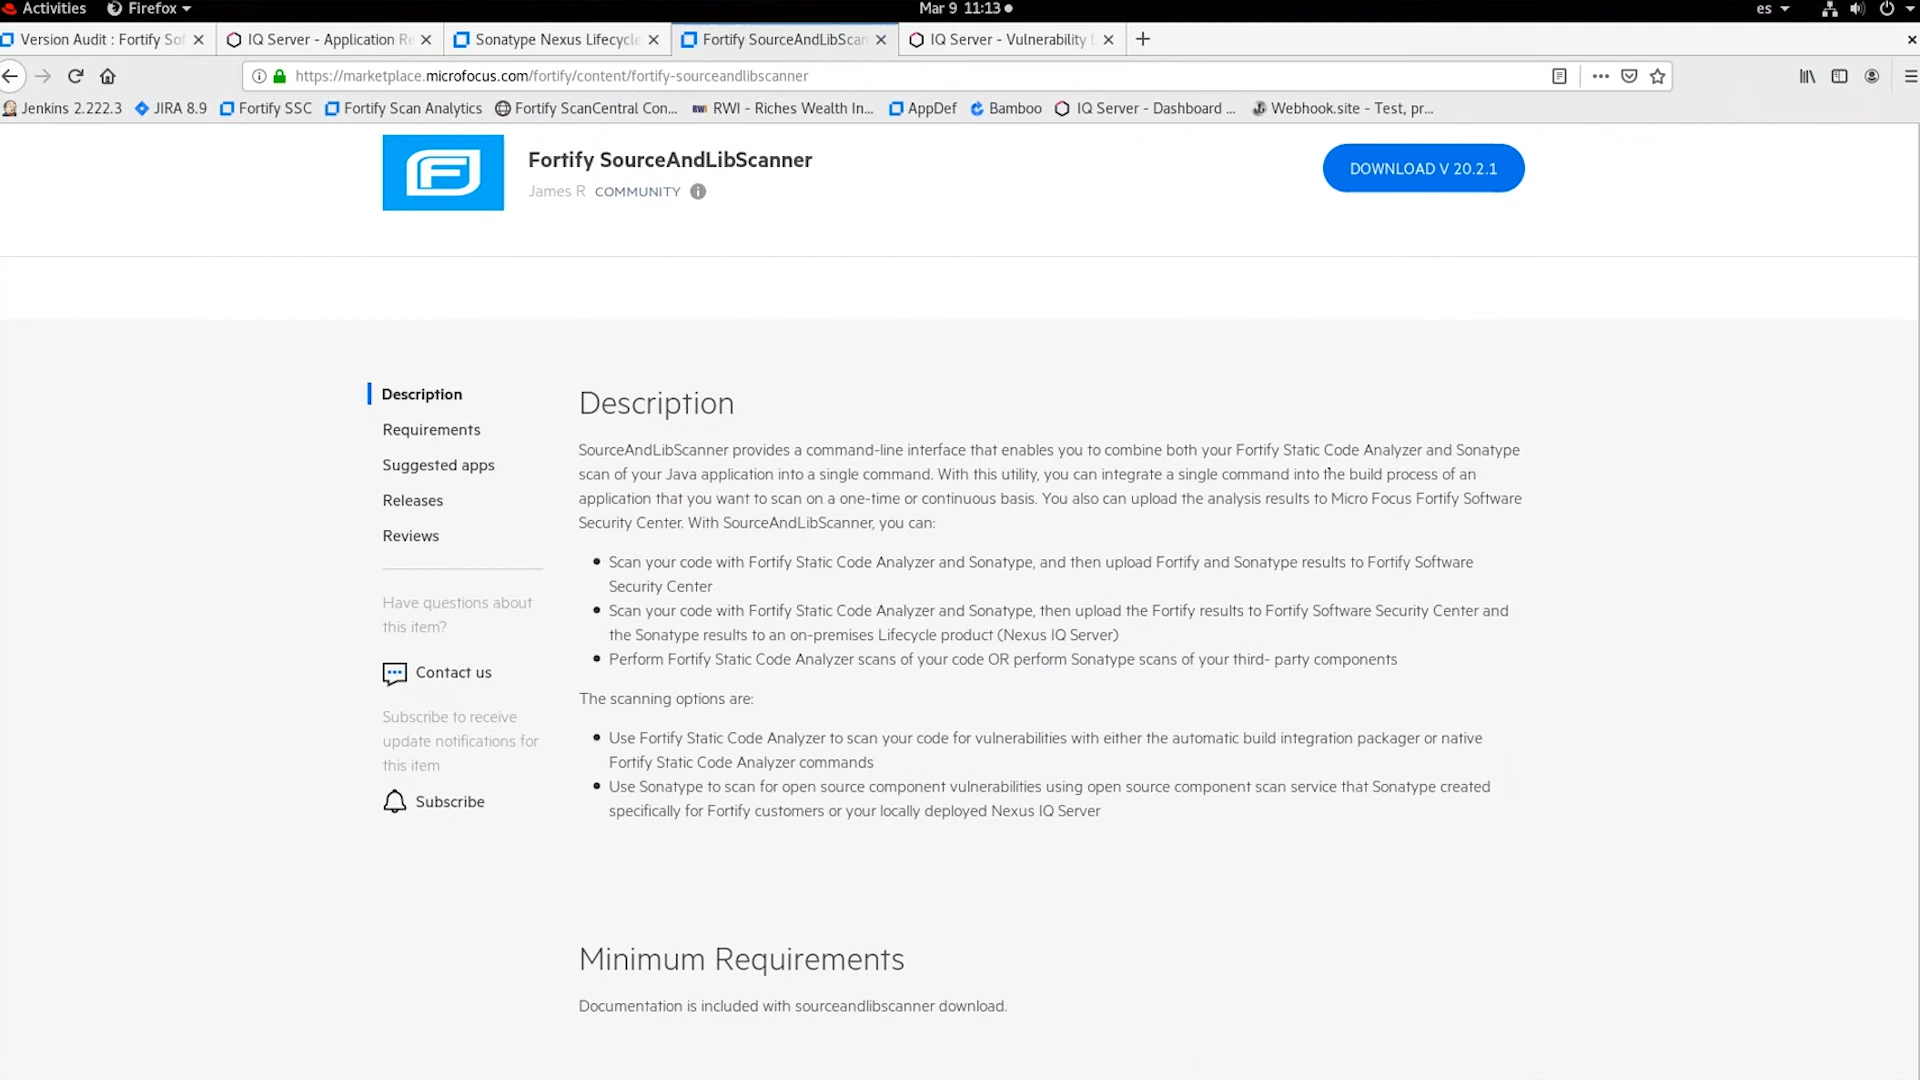 Activities Firefox Mar 9 11:13 es
Version Audit : Fortify Sof IQ Server - Application Re Sonatype Nexus Lifecycle Fortify SourceAndLibScan IQ Server - Vulnerability
https://marketplace.microfocus.com/fortify/content/fortify-sourceandlibscanner
Jenkins 2.222.3 JIRA 8.9 Fortify SSC Fortify Scan Analytics Fortify ScanCentral Con... RWI - Riches Wealth In... AppDef Bamboo IQ Server - Dashboard ... Webhook.site - Test, pr...
Fortify SourceAndLibScanner
James R COMMUNITY
DOWNLOAD V 20.2.1
Description
Requirements
Suggested apps
Releases
Reviews
Have questions about
this item?
Contact us
Subscribe to receive
update notifications for
this item
Subscribe
Description
SourceAndLibScanner provides a command-line interface that enables you to combine both your Fortify Static Code Analyzer and Sonatype
scan of your Java application into a single command. With this utility, you can integrate a single command into the build process of an
application that you want to scan on a one-time or continuous basis. You also can upload the analysis results to Micro Focus Fortify Software
Security Center. With SourceAndLibScanner, you can:
Scan your code with Fortify Static Code Analyzer and Sonatype, and then upload Fortify and Sonatype results to Fortify Software
Security Center
Scan your code with Fortify Static Code Analyzer and Sonatype, then upload the Fortify results to Fortify Software Security Center and
the Sonatype results to an on-premises Lifecycle product (Nexus IQ Server)
Perform Fortify Static Code Analyzer scans of your code OR perform Sonatype scans of your third- party components
The scanning options are:
Use Fortify Static Code Analyzer to scan your code for vulnerabilities with either the automatic build integration packager or native
Fortify Static Code Analyzer commands
Use Sonatype to scan for open source component vulnerabilities using open source component scan service that Sonatype created
specifically for Fortify customers or your locally deployed Nexus IQ Server
Minimum Requirements
Documentation is included with sourceandlibscanner download.